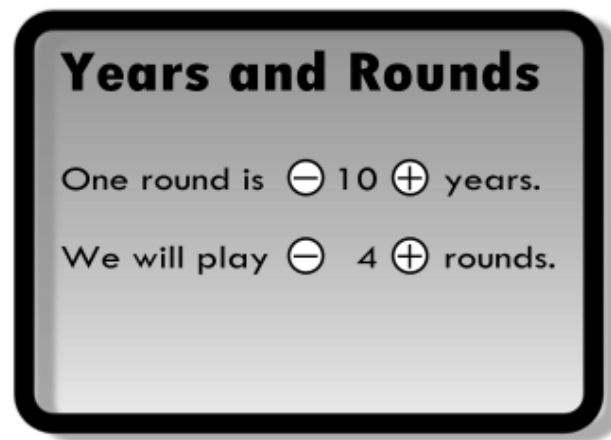 Years and Rounds
One round is − 10 + years.
We will play − 4 + rounds.